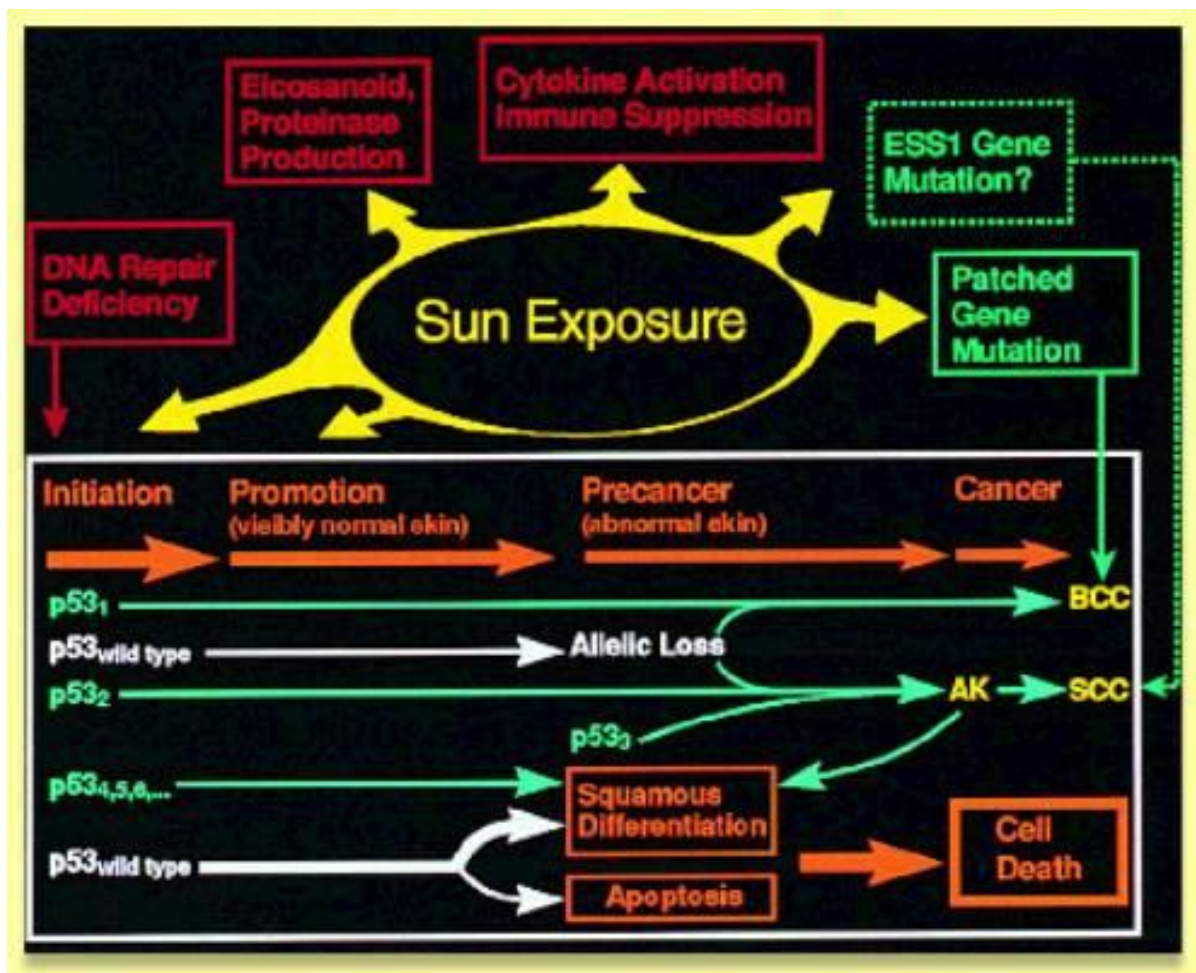 Eicosanoid,
Proteinase
Production
Cytokine Activation
Immune Suppression
ESS1 Gene
Mutation?
DNA Repair
Deficiency
Sun Exposure
Patched
Gene
Mutation
Initiation
Promotion
(visibly normal skin)
Precancer
(abnormal skin)
Cancer
p53₁
BCC
p53wild type
Allelic Loss
p53₂
AK
SCC
p53₃
p53₄,₅,₆,...
Squamous
Differentiation
p53wild type
Apoptosis
Cell
Death